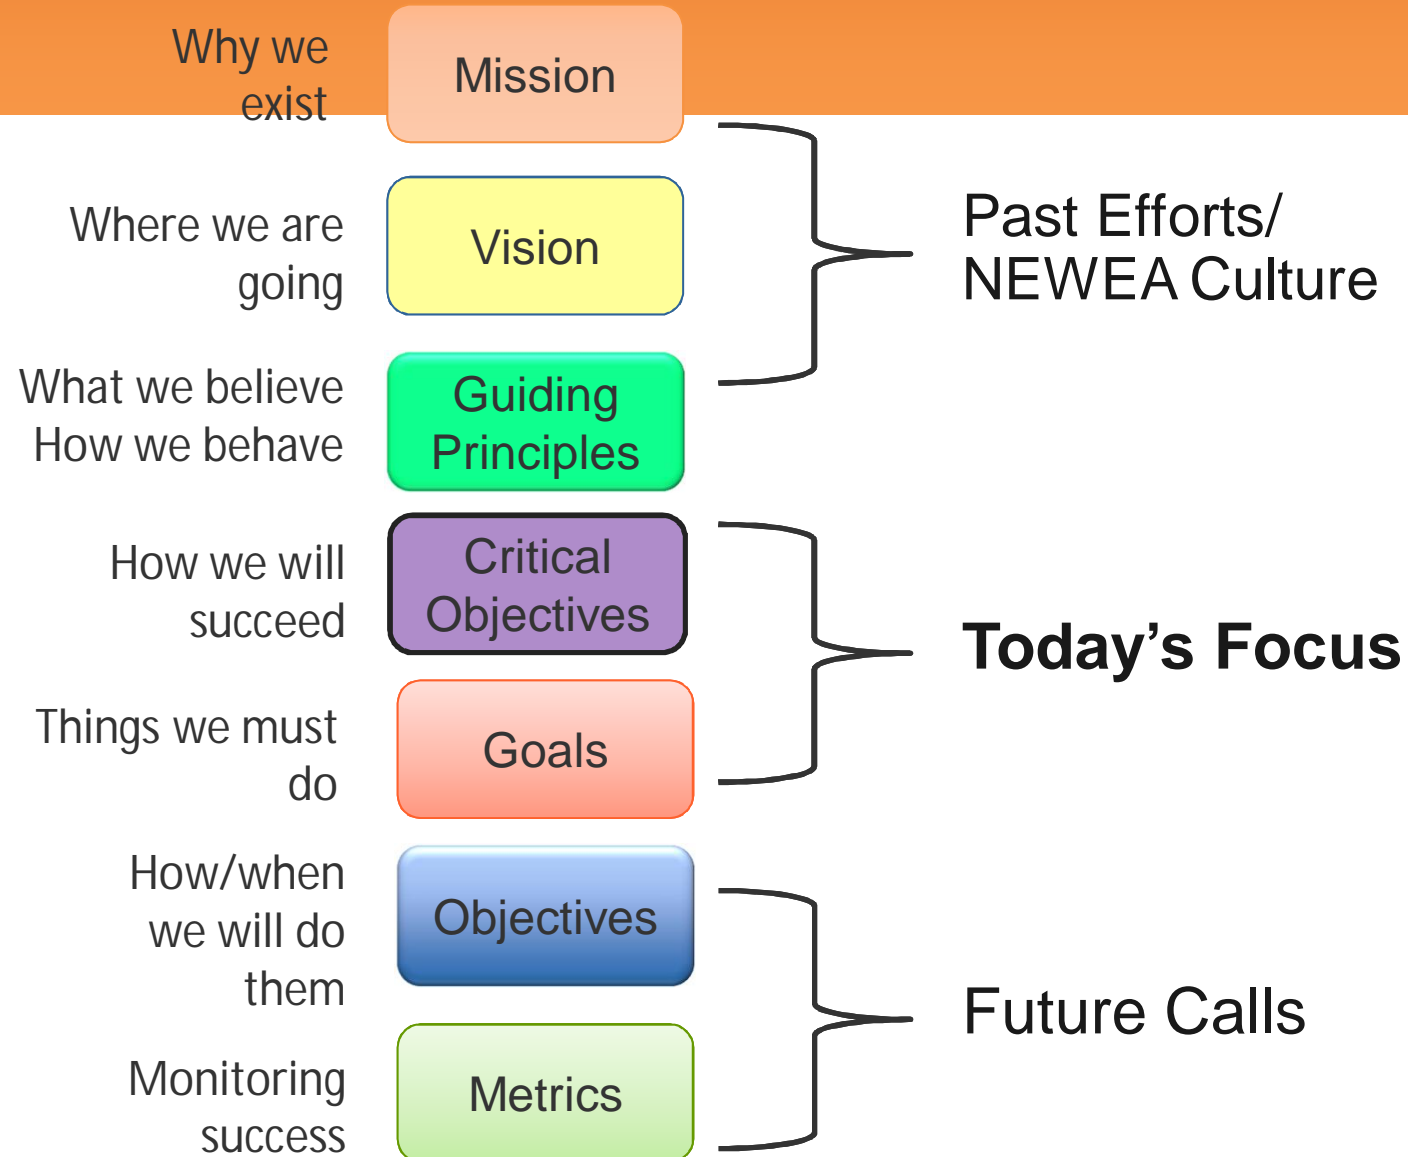 Why we
exist
Mission
Where we are
going
Vision
Past Efforts/
NEWEA Culture
What we believe
How we behave
Guiding
Principles
How we will
succeed
Critical
Objectives
Today's Focus
Things we must
do
Goals
How/when
we will do
them
Objectives
Future Calls
Monitoring
success
Metrics